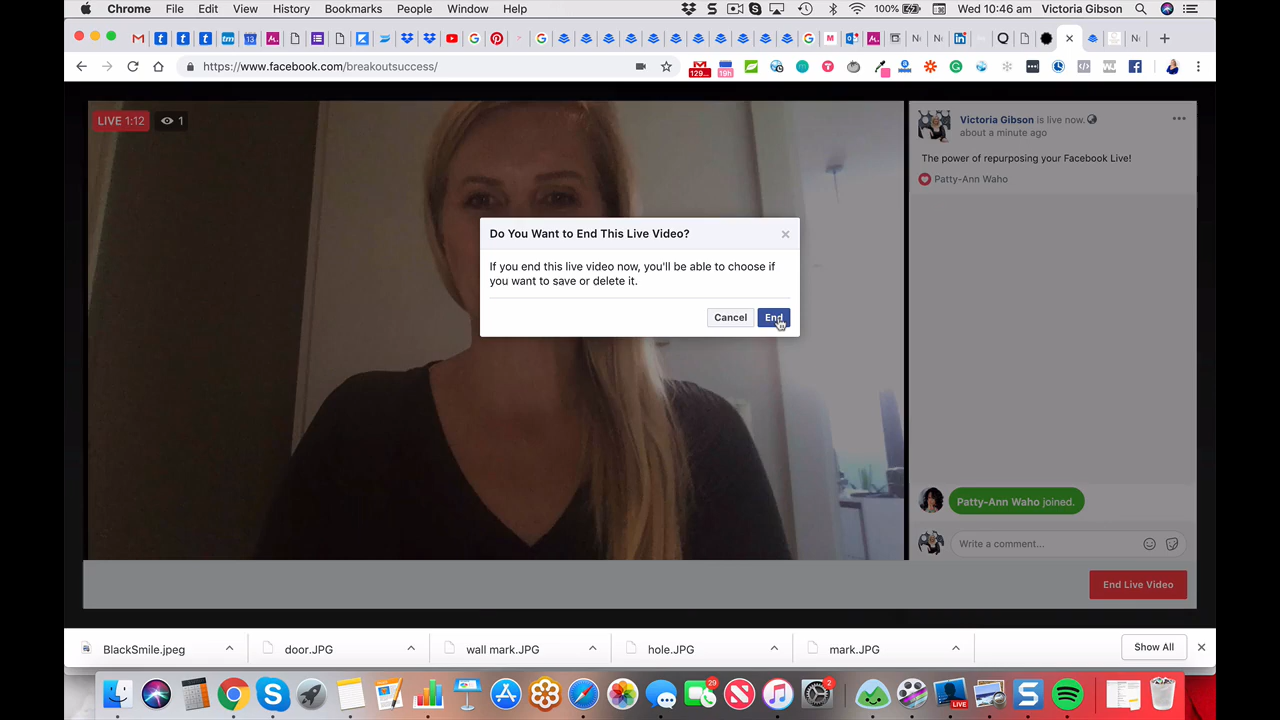 Chrome File Edit View History Bookmarks People Window Help
100% Wed 10:46 am Victoria Gibson
https://www.facebook.com/breakoutsuccess/
LIVE 1:12 1
Victoria Gibson is live now.
about a minute ago
The power of repurposing your Facebook Live!
Patty-Ann Waho
Do You Want to End This Live Video?
If you end this live video now, you'll be able to choose if
you want to save or delete it.
Cancel End
Patty-Ann Waho joined.
Write a comment...
End Live Video
BlackSmile.jpeg door.JPG wall mark.JPG hole.JPG mark.JPG Show All
29 2
LIVE